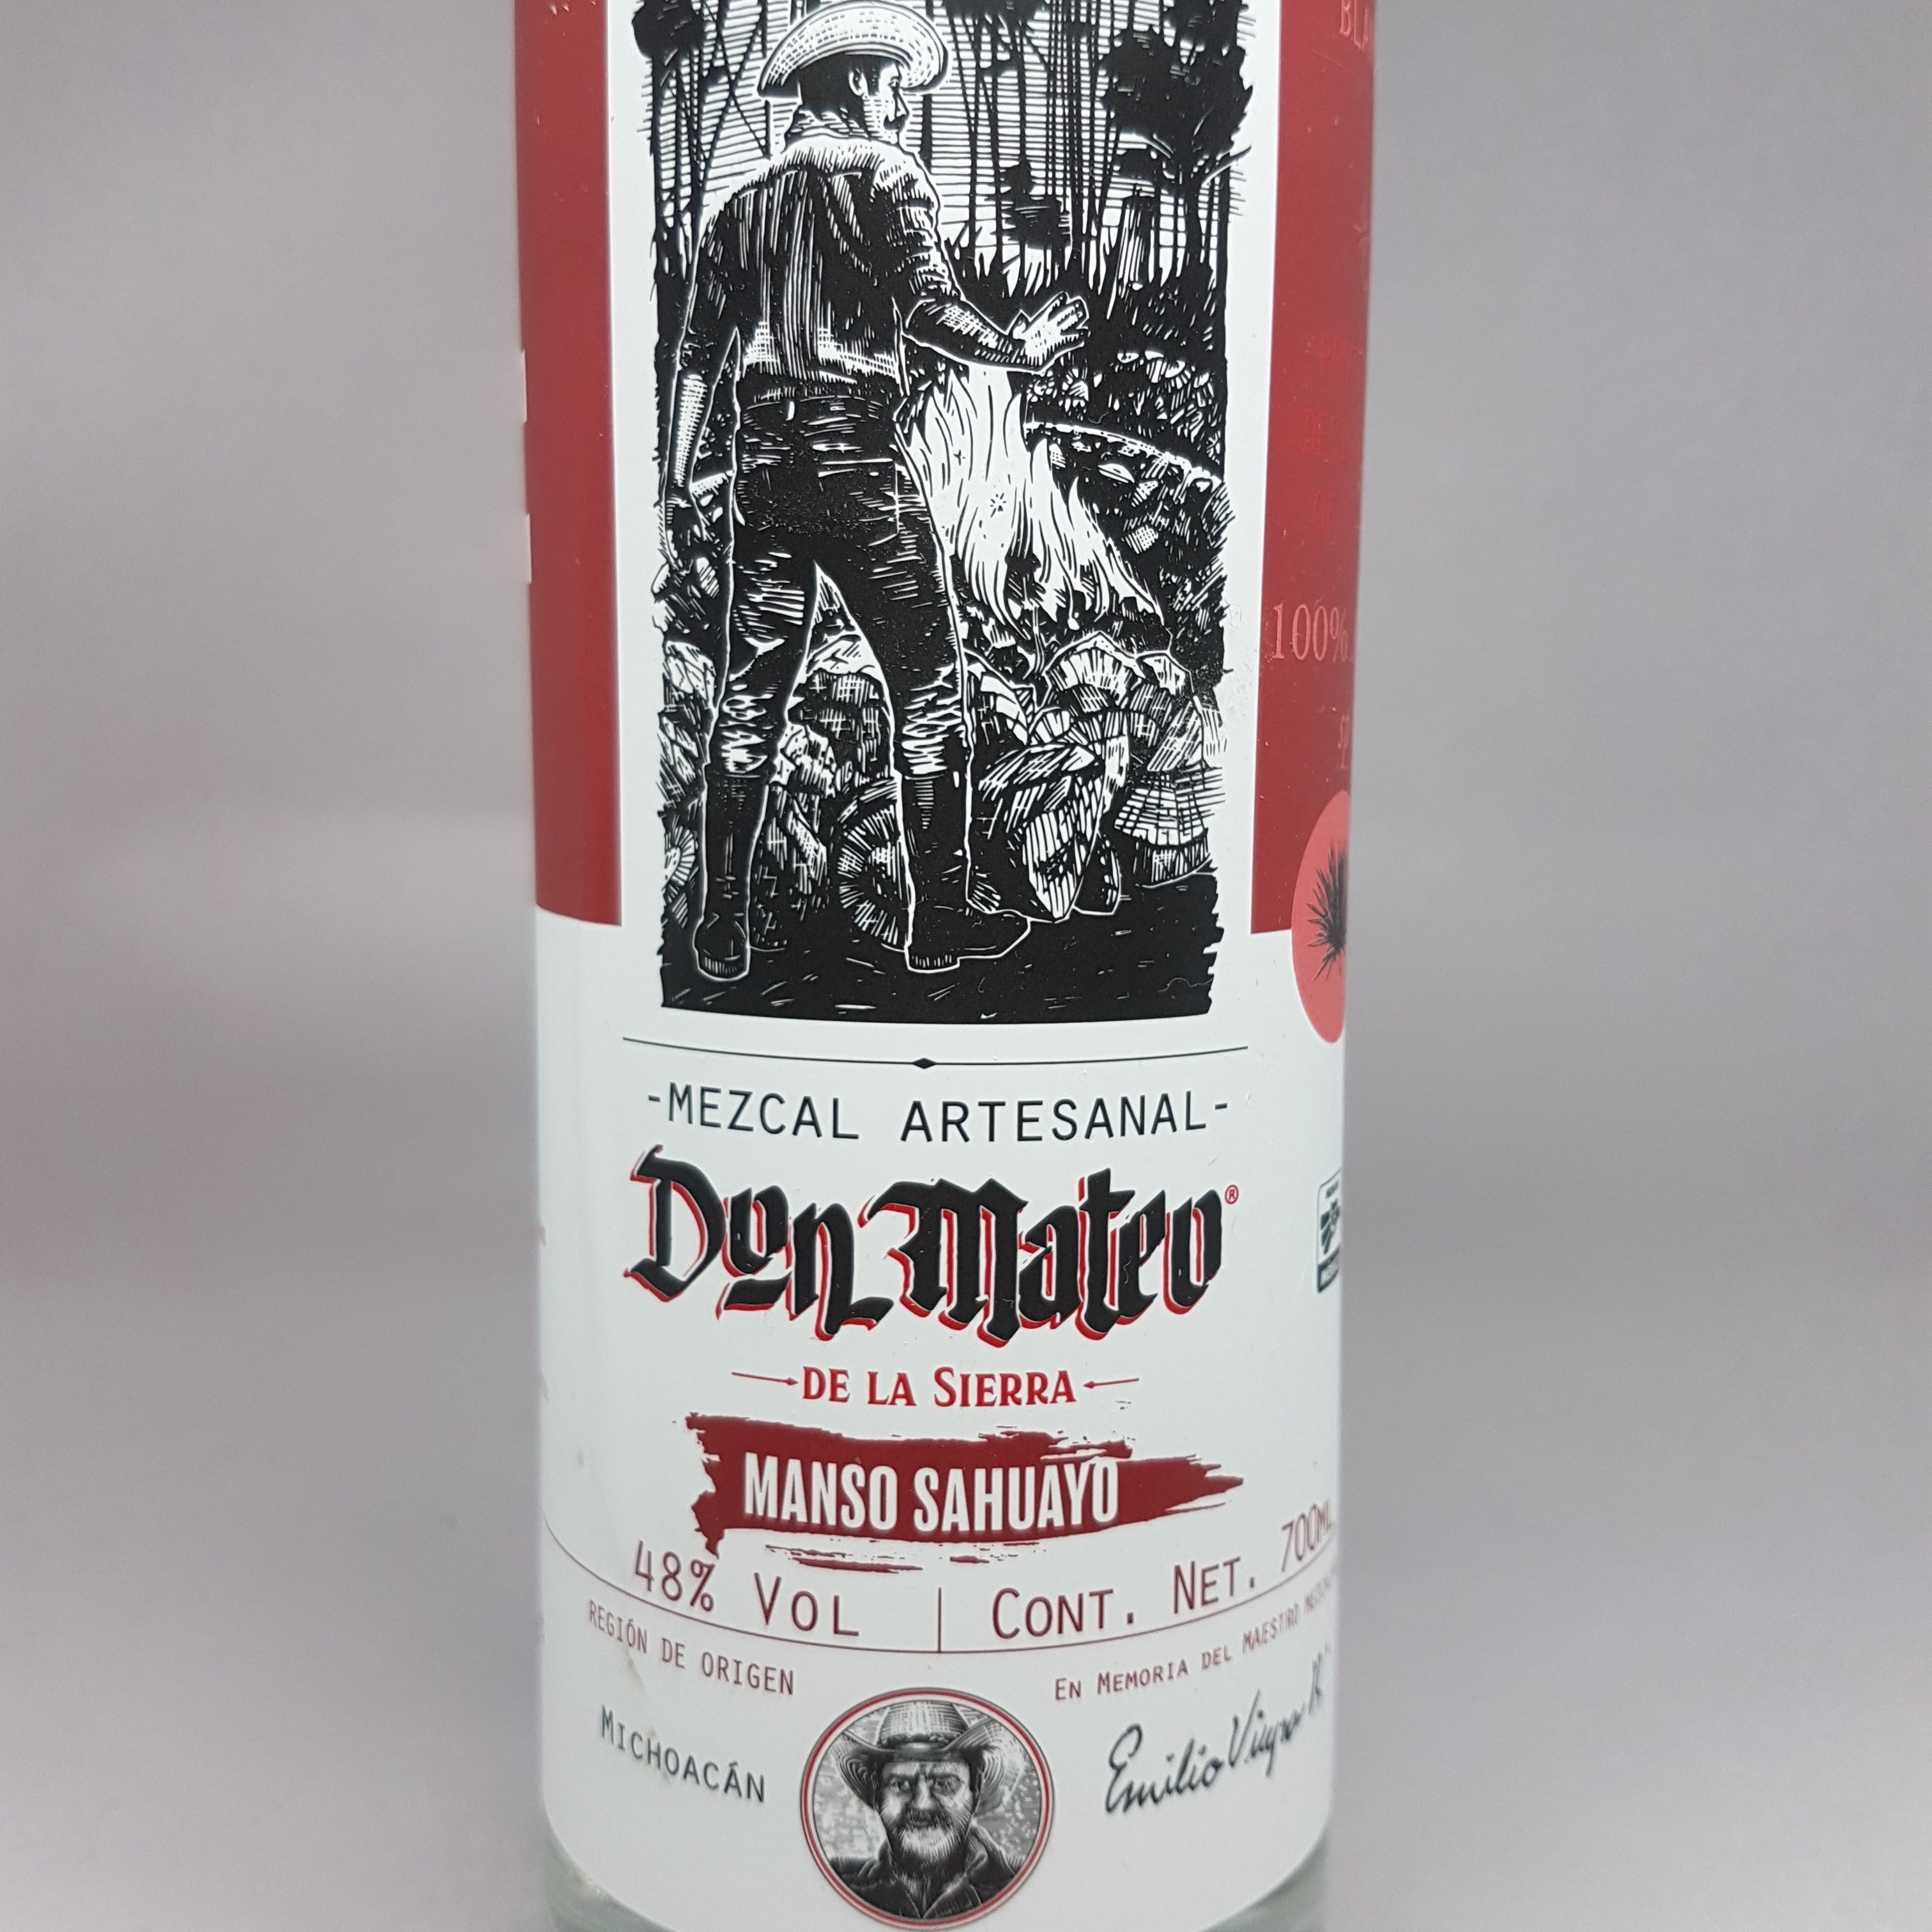 100%
-MEZCAL ARTESANAL-
Don Mateo®
DE LA SIERRA
MANSO SAHUAYO
48% VOL | CONT. NET. 700ML
REGIÓN DE ORIGEN
MICHOACÁN
EN MEMORIA DEL MAESTRO
Emilio